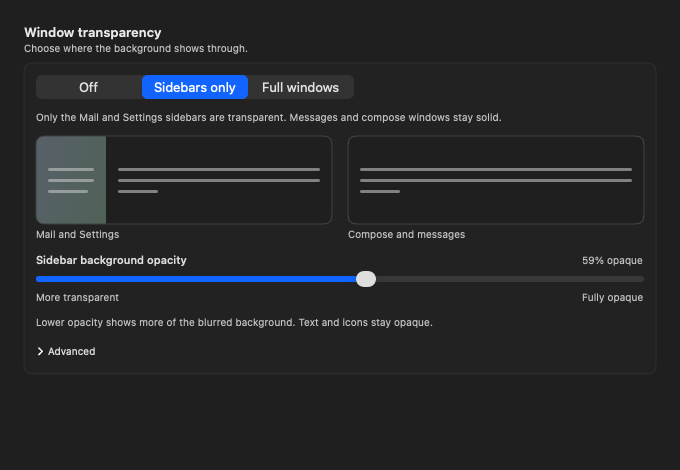 Window transparency
Choose where the background shows through.
Off
Sidebars only
Full windows
Only the Mail and Settings sidebars are transparent. Messages and compose windows stay solid.
Mail and Settings
Compose and messages
Sidebar background opacity
59% opaque
More transparent
Fully opaque
Lower opacity shows more of the blurred background. Text and icons stay opaque.
Advanced